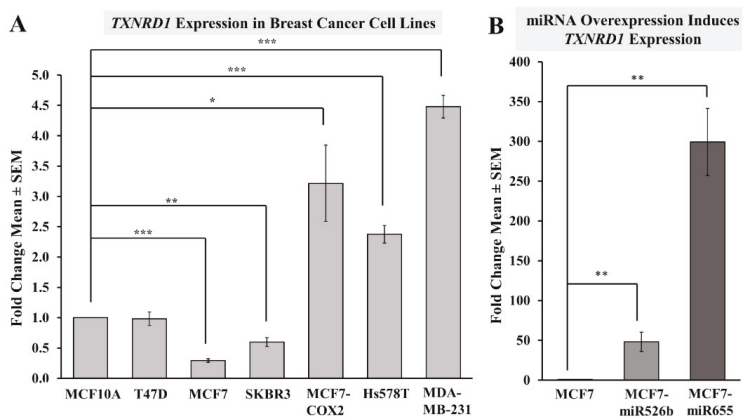 A
TXNRD1 Expression in Breast Cancer Cell Lines
Fold Change Mean ± SEM
5.0
4.5
4.0
3.5
3.0
2.5
2.0
1.5
1.0
0.5
0.0
***
***
*
**
***
MCF10A
T47D
MCF7
SKBR3
MCF7-
COX2
Hs578T
MDA-
MB-231
B
miRNA Overexpression Induces
TXNRD1 Expression
Fold Change Mean ± SEM
400
350
300
250
200
150
100
50
0
**
**
MCF7
MCF7-
miR526b
MCF7-
miR655